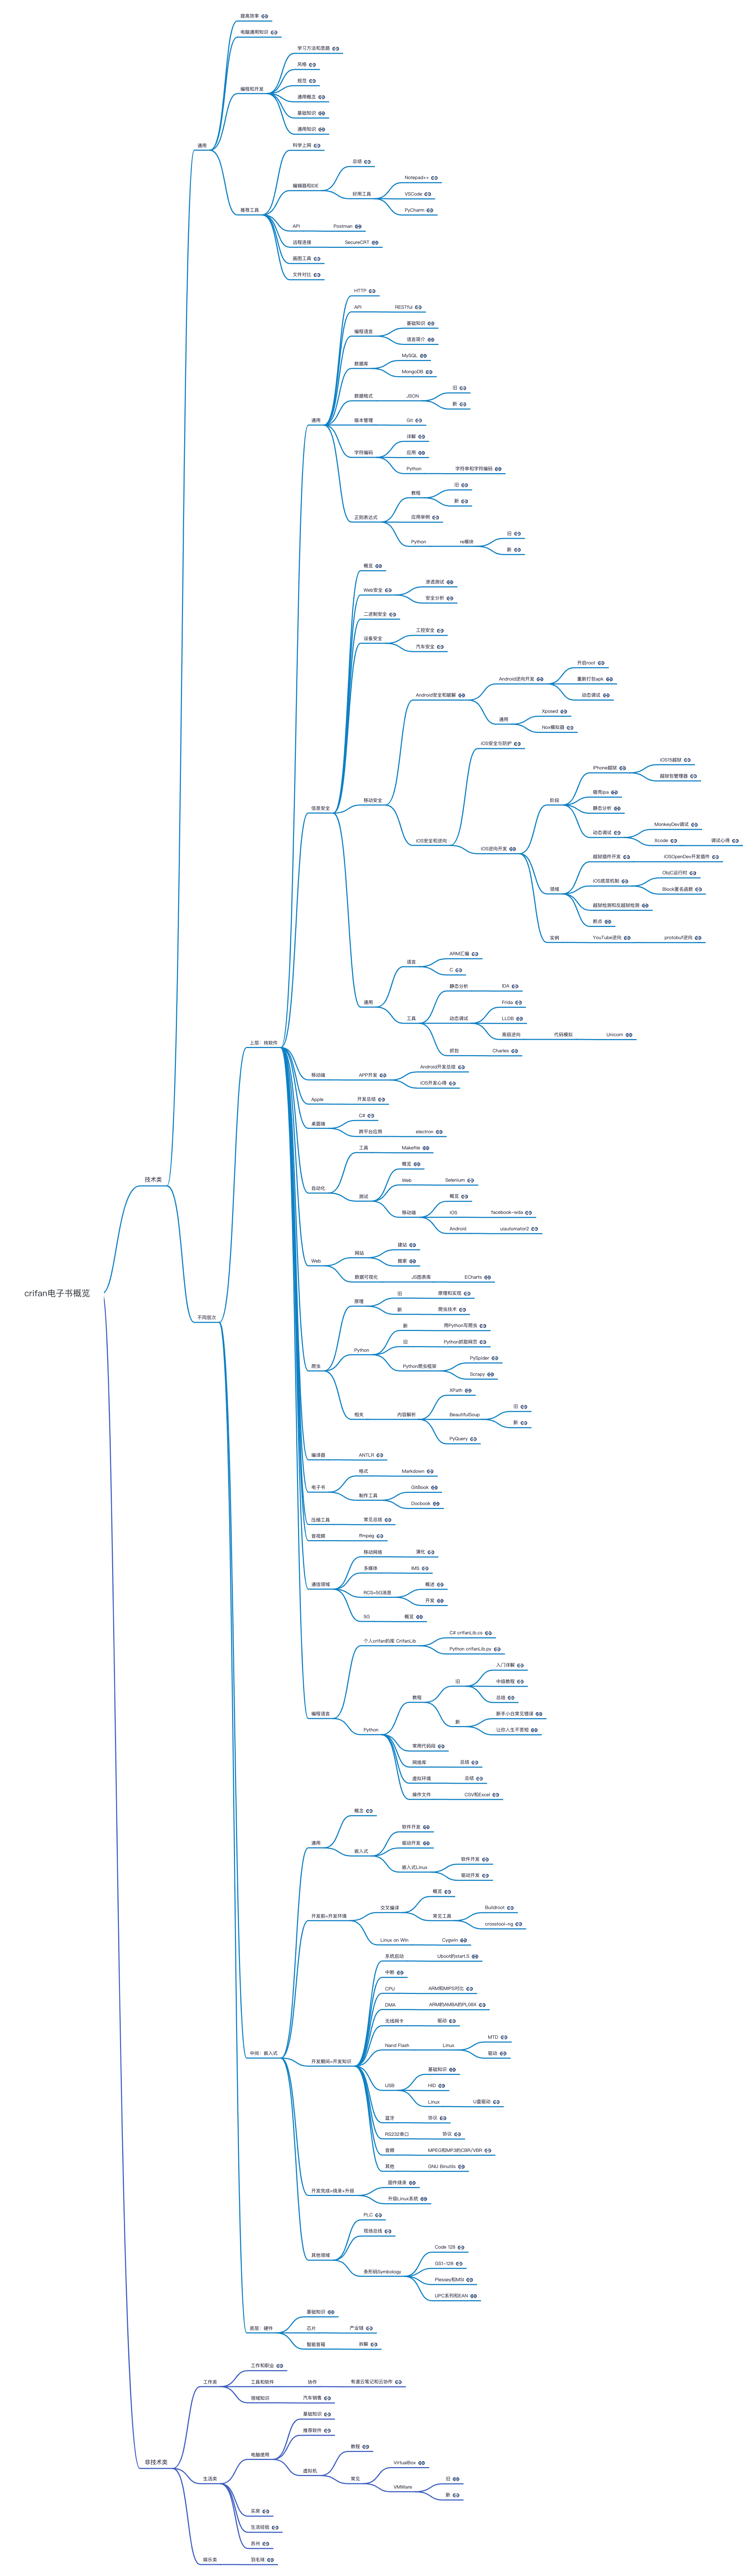 crifan电子书概览
技术类
通用
提高效率
电脑通用知识
编程和开发
学习方法和思路
风格
规范
通用概念
基础知识
通用知识
推荐工具
科学上网
编辑器和IDE
总结
好用工具
Notepad++
VSCode
PyCharm
API
Postman
远程连接
SecureCRT
画图工具
文件对比
不同层次
上层：纯软件
通用
HTTP
API
RESTful
编程语言
基础知识
语言简介
数据库
MySQL
MongoDB
数据格式
JSON
旧
新
版本管理
Git
字符编码
详解
应用
Python
字符串和字符编码
正则表达式
教程
旧
新
应用举例
Python
re模块
旧
新
信息安全
概览
Web安全
渗透测试
安全分析
二进制安全
设备安全
工控安全
汽车安全
移动安全
Android安全和破解
Android逆向开发
开启root
重新打包apk
动态调试
通用
Xposed
Nox模拟器
iOS安全和逆向
iOS安全与防护
iOS逆向开发
阶段
iPhone越狱
iOS15越狱
越狱包管理器
砸壳ipa
静态分析
动态调试
MonkeyDev调试
Xcode
调试心得
领域
越狱插件开发
iOSOpenDev开发插件
iOS底层机制
ObjC运行时
Block匿名函数
越狱检测和反越狱检测
断点
实例
YouTube逆向
protobuf逆向
通用
语言
ARM汇编
C
工具
静态分析
IDA
动态调试
Frida
LLDB
高级逆向
代码模拟
Unicorn
抓包
Charles
移动端
APP开发
Android开发总结
iOS开发心得
Apple
开发总结
桌面端
C#
跨平台应用
electron
自动化
工具
Makefile
测试
概览
Web
Selenium
移动端
概览
iOS
facebook-wda
Android
uiautomator2
Web
网站
建站
搜索
数据可视化
JS图表库
ECharts
爬虫
原理
旧
原理和实现
新
爬虫技术
Python
新
用Python写爬虫
旧
Python抓取网页
Python爬虫框架
PySpider
Scrapy
相关
内容解析
XPath
BeautifulSoup
旧
新
PyQuery
编译器
ANTLR
电子书
格式
Markdown
制作工具
GitBook
Docbook
压缩工具
常见总结
音视频
ffmpeg
通信领域
移动网络
演化
多媒体
IMS
RCS=5G消息
概述
开发
5G
概览
编程语言
个人crifan的库 CrifanLib
C# crifanLib.cs
Python crifanLib.py
Python
教程
旧
入门详解
中级教程
总结
新
新手小白常见错误
让你人生不苦短
常用代码段
网络库
总结
虚拟环境
总结
操作文件
CSV和Excel
中间：嵌入式
通用
概念
嵌入式
软件开发
驱动开发
嵌入式Linux
软件开发
驱动开发
开发前=开发环境
交叉编译
概览
常见工具
Buildroot
crosstool-ng
Linux on Win
Cygwin
开发期间=开发知识
系统启动
Uboot的start.S
中断
CPU
ARM和MIPS对比
DMA
ARM的AMBA的PL08X
无线网卡
驱动
Nand Flash
Linux
MTD
驱动
USB
基础知识
HID
Linux
U盘驱动
蓝牙
协议
RS232串口
协议
音频
MPEG和MP3的CBR/VBR
其他
GNU Binutils
开发完成=烧录+升级
固件烧录
升级Linux系统
其他领域
PLC
现场总线
条形码Symbology
Code 128
GS1-128
Plessey和MSI
UPC系列和EAN
底层：硬件
基础知识
芯片
产业链
智能音箱
拆解
非技术类
工作类
工作和职业
工具和软件
协作
有道云笔记和云协作
领域知识
汽车销售
生活类
电脑使用
基础知识
推荐软件
虚拟机
教程
常见
VirtualBox
VMWare
旧
新
买房
生活经验
苏州
娱乐类
羽毛球